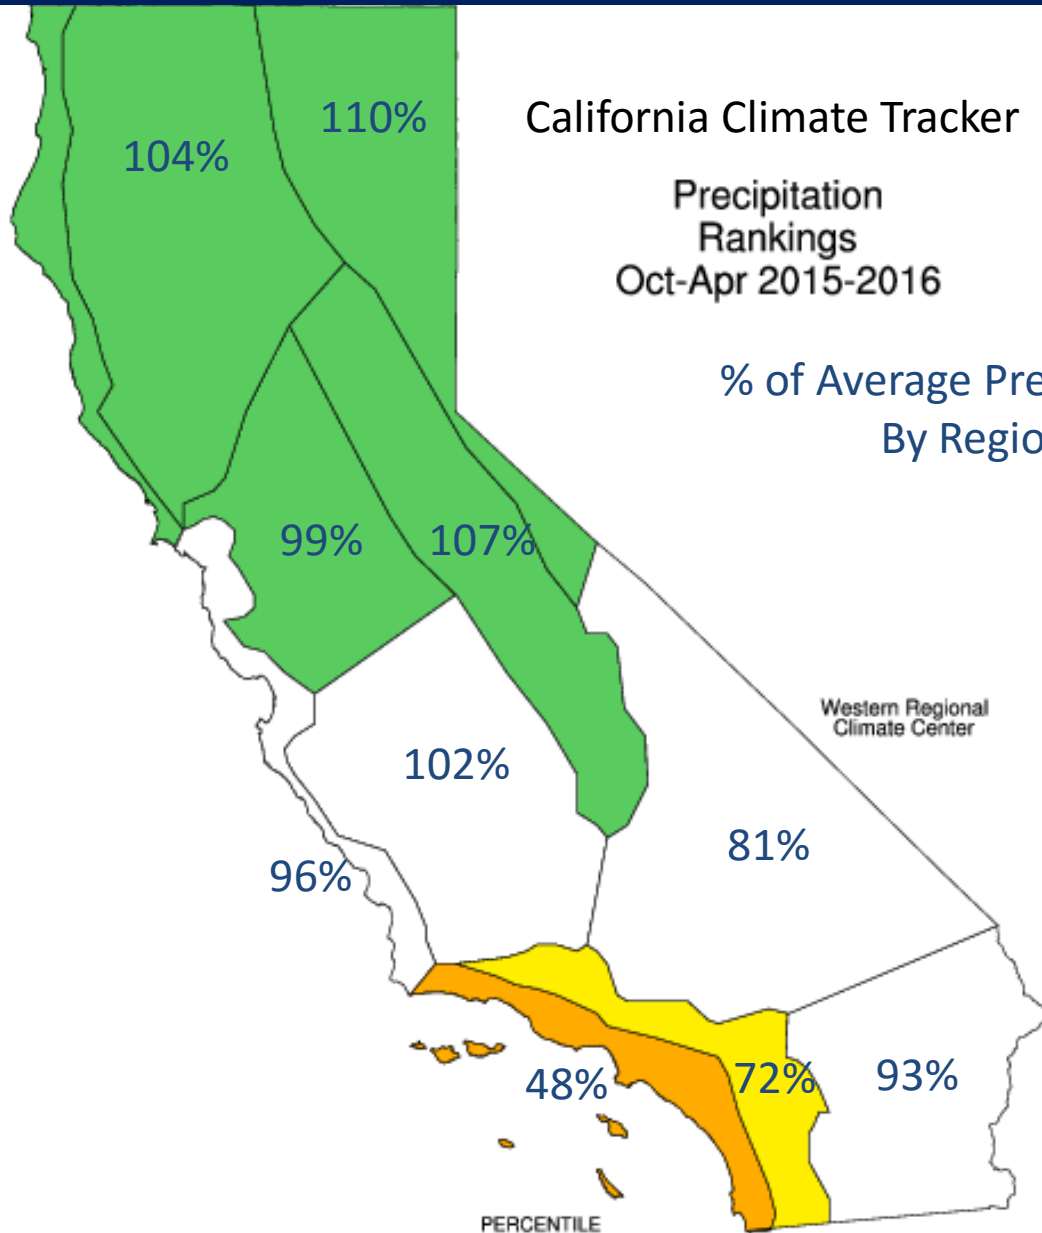 California Climate Tracker
110%
104%
Precipitation
Rankings
Oct-Apr 2015-2016
% of Average Pre
By Regio
99%
107%
Western Regional
Climate Center
102%
81%
96%
48%
72%
93%
PERCENTILE